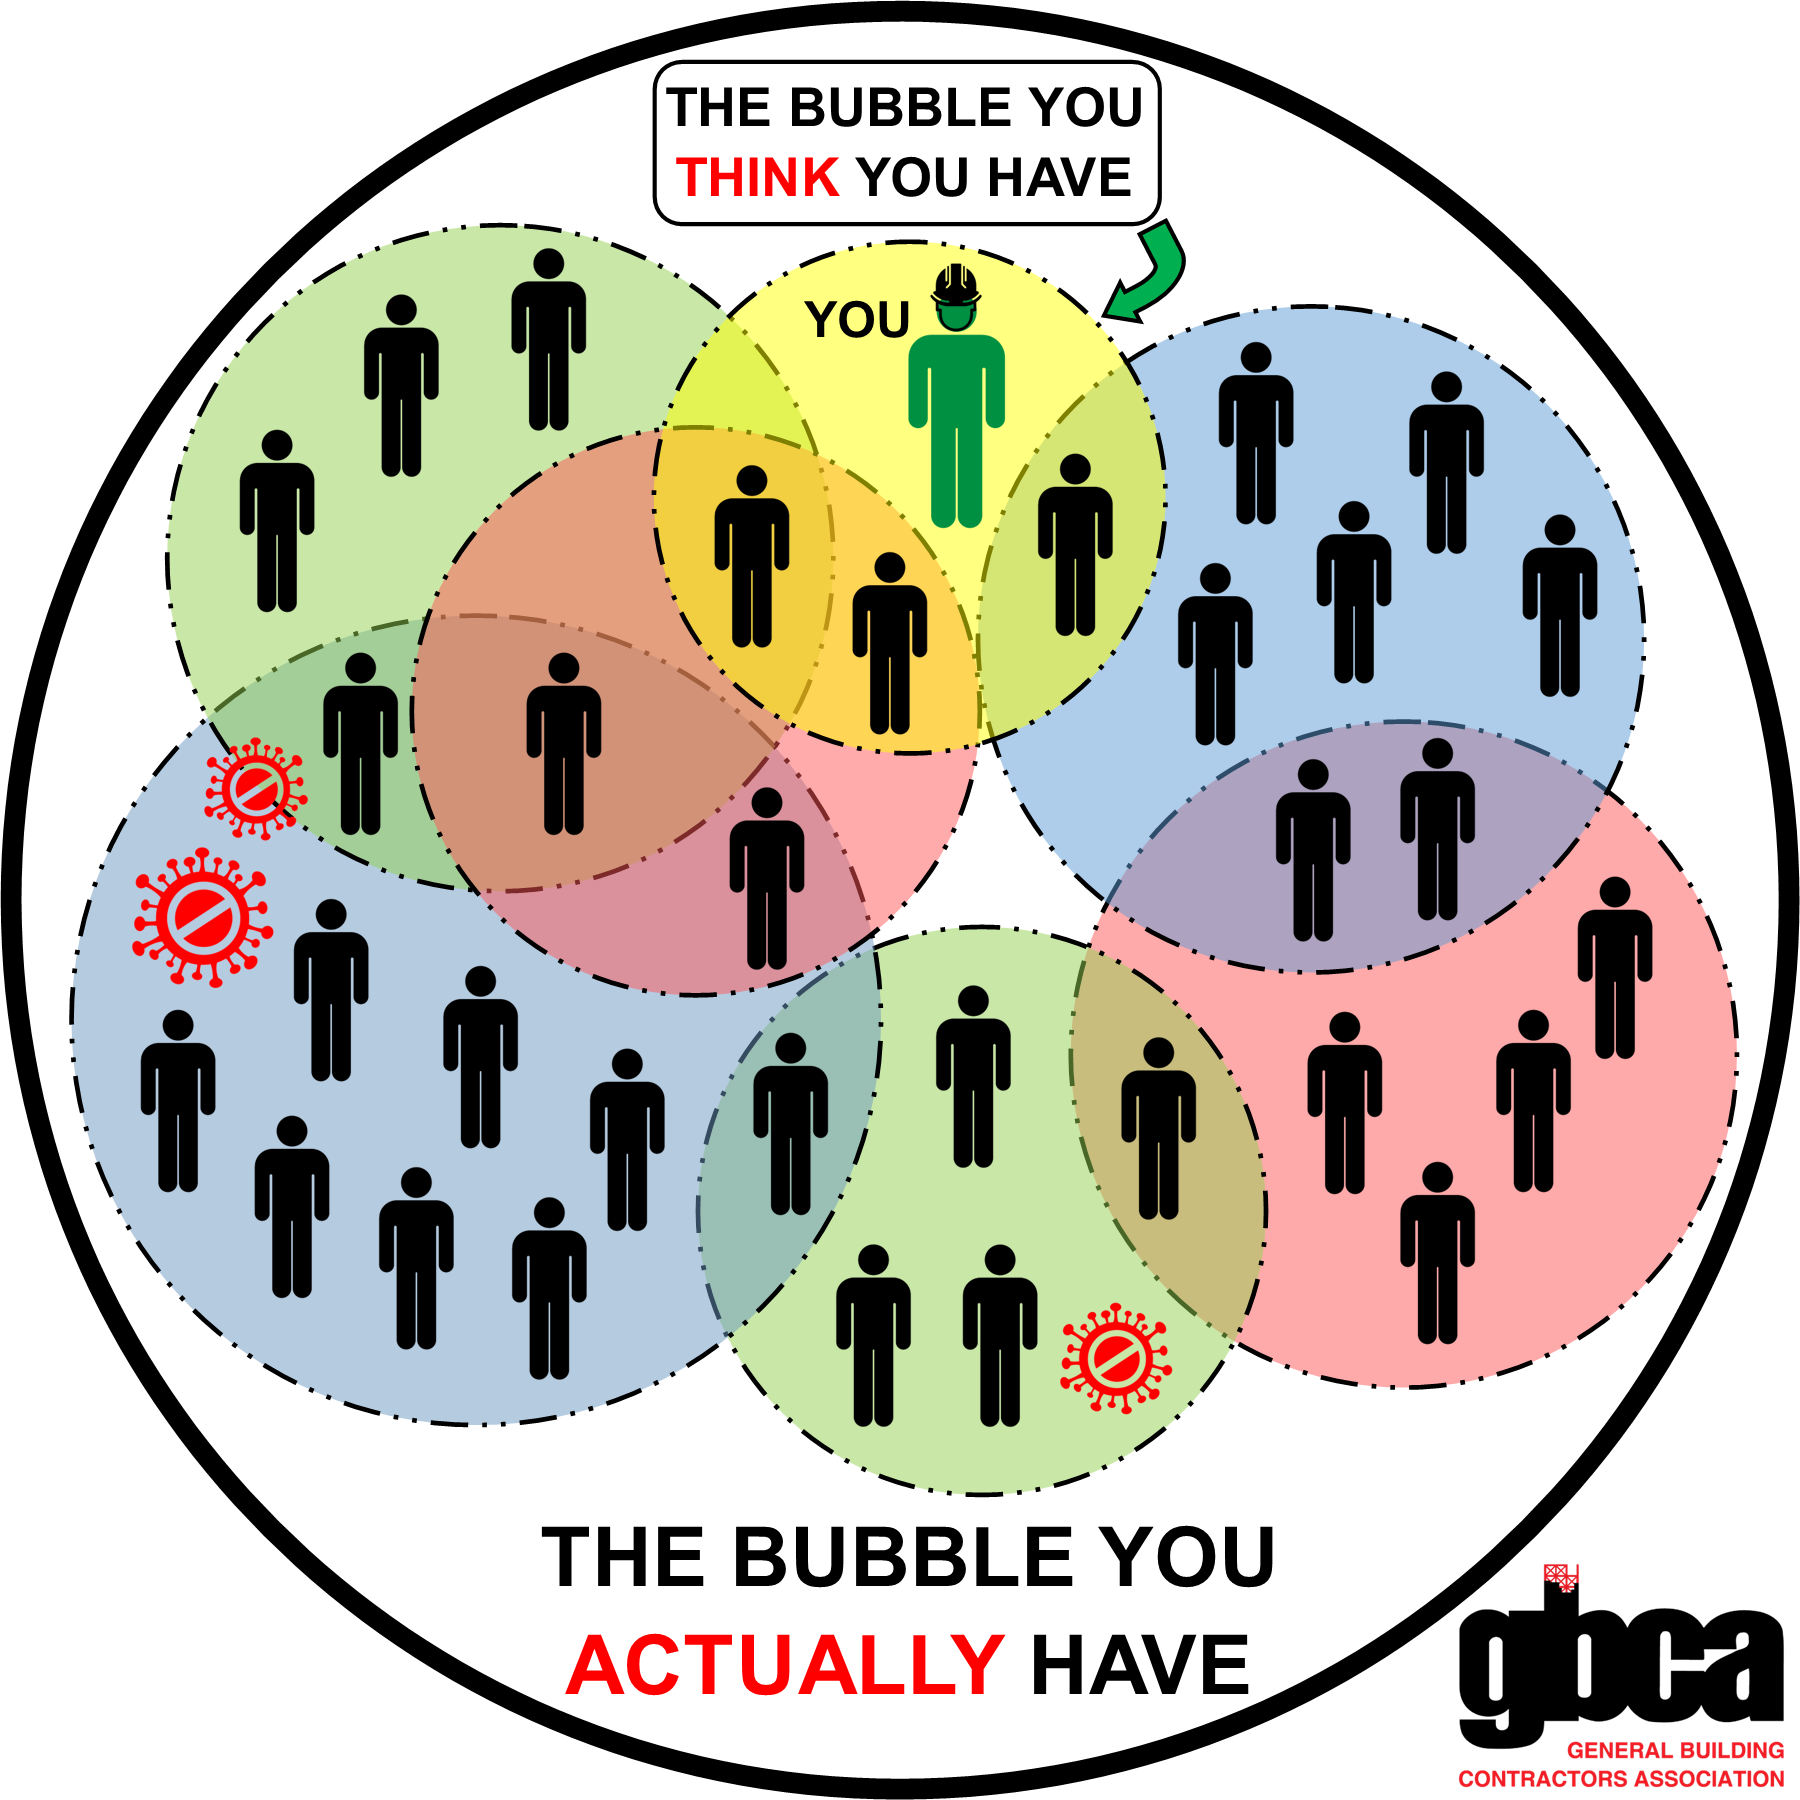 THE BUBBLE YOU
THINK YOU HAVE
YOU
THE BUBBLE YOU
ACTUALLY HAVE
gbca
GENERAL BUILDING
CONTRACTORS ASSOCIATION